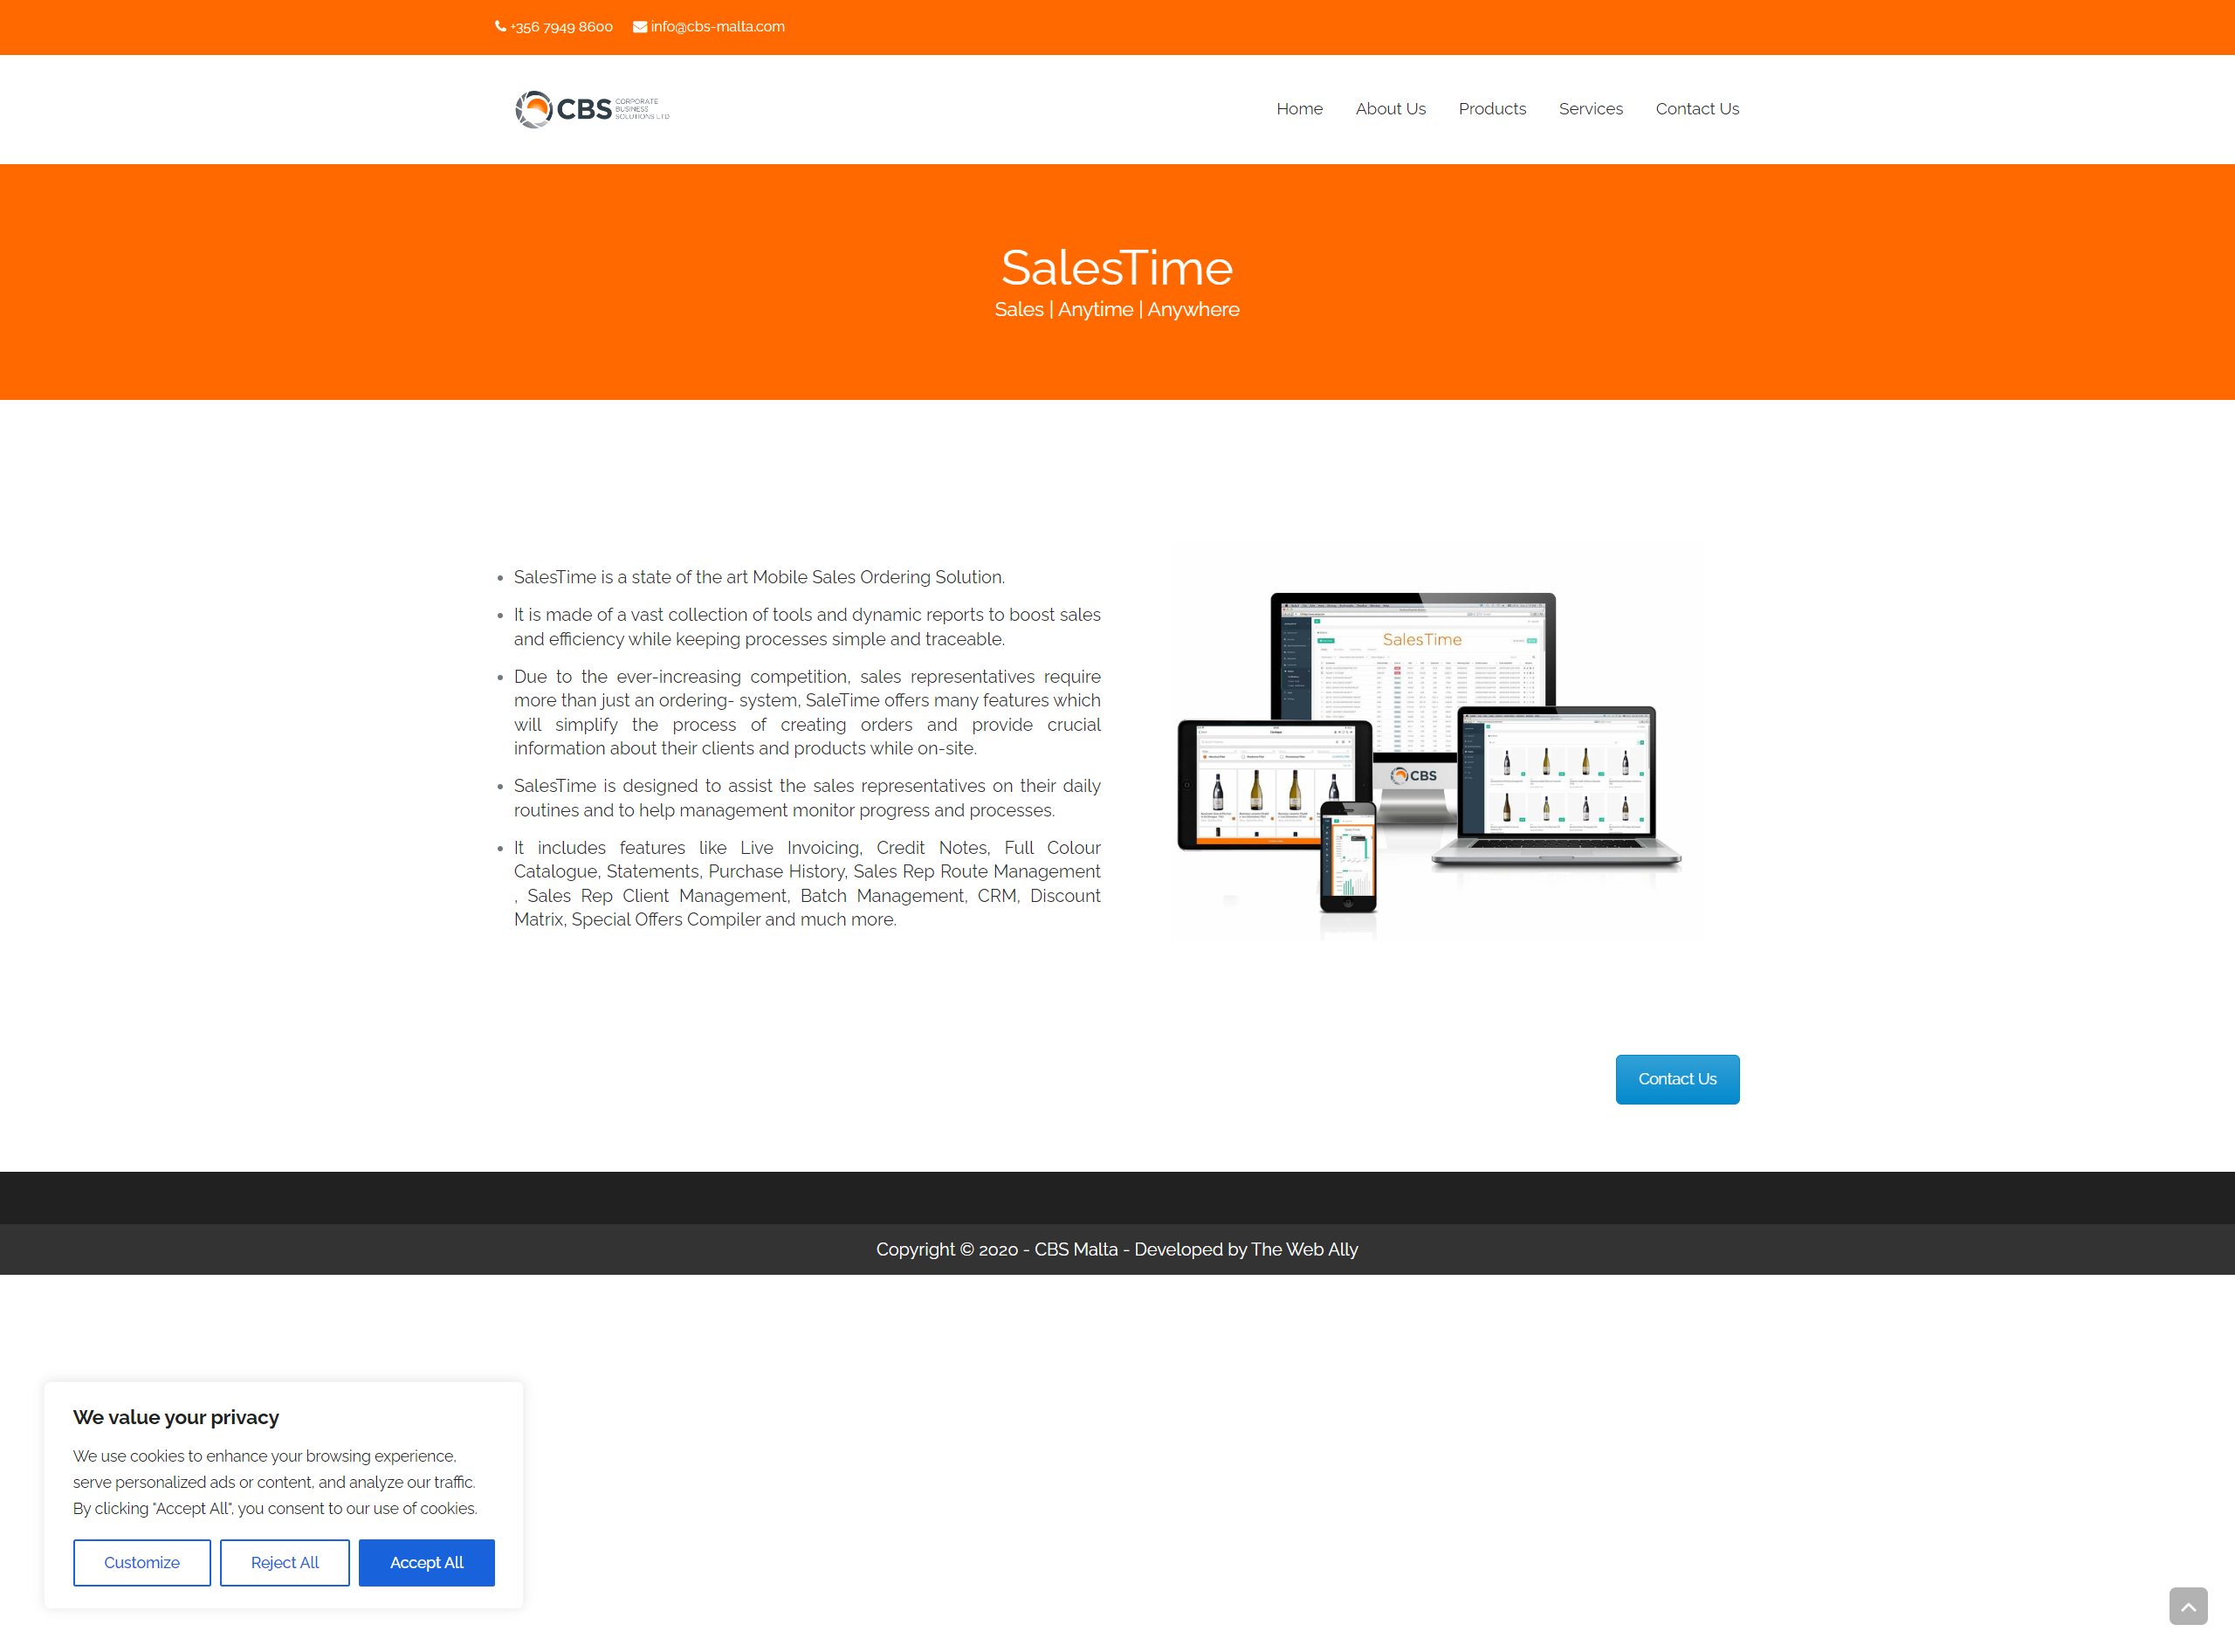 +356 7949 8600 info@cbs-malta.com
CBS CORPORATE BUSINESS SOLUTIONS LTD
Home About Us Products Services Contact Us
SalesTime
Sales | Anytime | Anywhere
SalesTime is a state of the art Mobile Sales Ordering Solution.
It is made of a vast collection of tools and dynamic reports to boost sales
and efficiency while keeping processes simple and traceable.
Due to the ever-increasing competition, sales representatives require
more than just an ordering- system, SaleTime offers many features which
will simplify the process of creating orders and provide crucial
information about their clients and products while on-site.
SalesTime is designed to assist the sales representatives on their daily
routines and to help management monitor progress and processes.
It includes features like Live Invoicing, Credit Notes, Full Colour
Catalogue, Statements, Purchase History, Sales Rep Route Management
, Sales Rep Client Management, Batch Management, CRM, Discount
Matrix, Special Offers Compiler and much more.
SalesTime
CBS
Contact Us
Copyright © 2020 - CBS Malta - Developed by The Web Ally
We value your privacy
We use cookies to enhance your browsing experience,
serve personalized ads or content, and analyze our traffic.
By clicking "Accept All", you consent to our use of cookies.
Customize Reject All Accept All